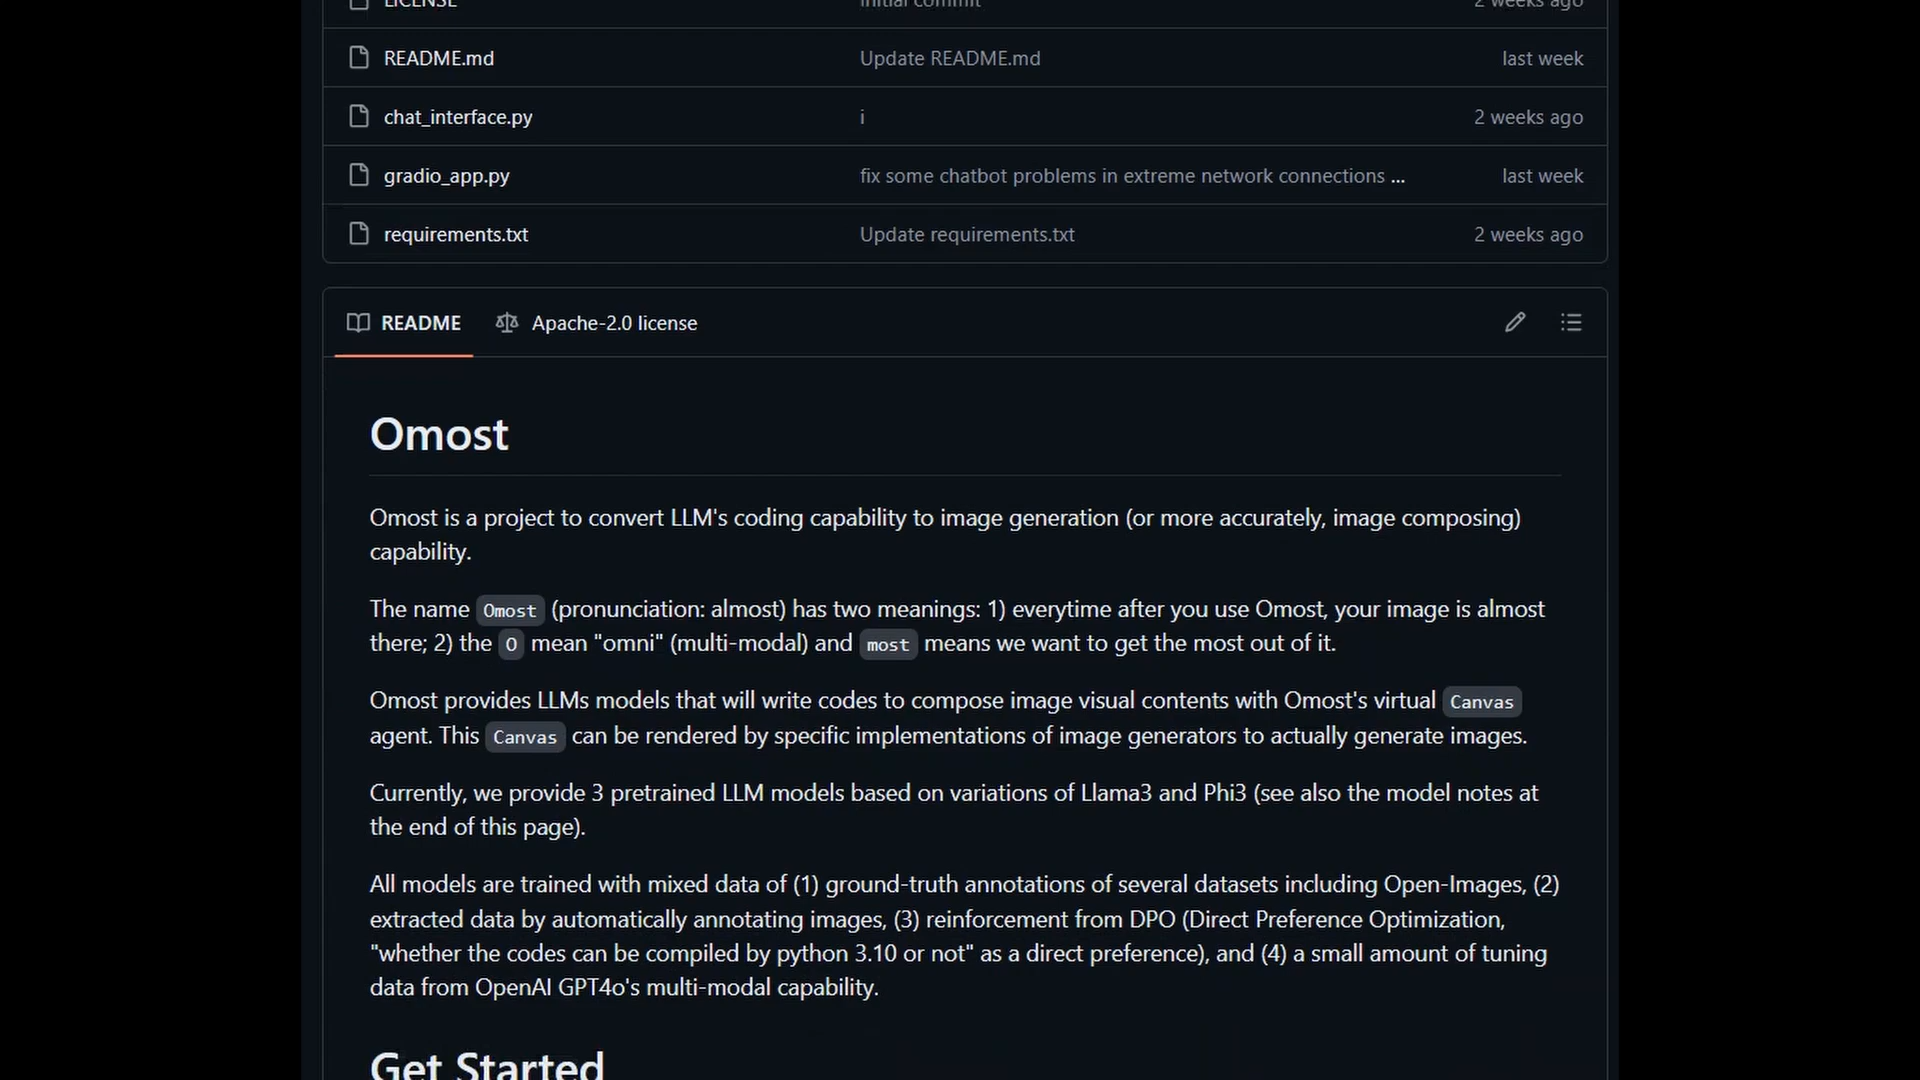 LICENSE initial commit 2 weeks ago
README.md Update README.md last week
chat_interface.py i 2 weeks ago
gradio_app.py fix some chatbot problems in extreme network connections ... last week
requirements.txt Update requirements.txt 2 weeks ago
README Apache-2.0 license
Omost
Omost is a project to convert LLM's coding capability to image generation (or more accurately, image composing)
capability.
The name Omost (pronunciation: almost) has two meanings: 1) everytime after you use Omost, your image is almost
there; 2) the O mean "omni" (multi-modal) and most means we want to get the most out of it.
Omost provides LLMs models that will write codes to compose image visual contents with Omost's virtual Canvas
agent. This Canvas can be rendered by specific implementations of image generators to actually generate images.
Currently, we provide 3 pretrained LLM models based on variations of Llama3 and Phi3 (see also the model notes at
the end of this page).
All models are trained with mixed data of (1) ground-truth annotations of several datasets including Open-Images, (2)
extracted data by automatically annotating images, (3) reinforcement from DPO (Direct Preference Optimization,
"whether the codes can be compiled by python 3.10 or not" as a direct preference), and (4) a small amount of tuning
data from OpenAI GPT4o's multi-modal capability.
Get Started